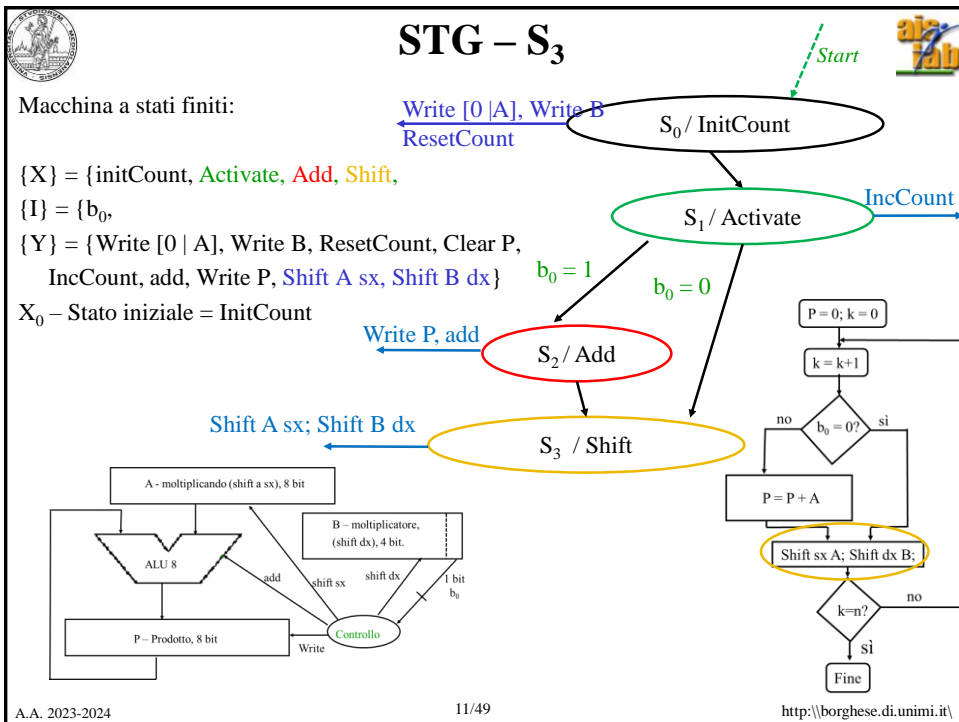 STG – S3
Start
Macchina a stati finiti:
Write [0 |A], Write B
ResetCount
S0 / InitCount
{X} = {initCount, Activate, Add, Shift,
{I} = {b0,
{Y} = {Write [0 | A], Write B, ResetCount, Clear P,
IncCount, add, Write P, Shift A sx, Shift B dx}
X0 – Stato iniziale = InitCount
S1 / Activate
IncCount
b0 = 1
b0 = 0
Write P, add
S2 / Add
Shift A sx; Shift B dx
S3 / Shift
P = 0; k = 0
k = k+1
no
b0 = 0?
sì
P = P + A
Shift sx A; Shift dx B;
k=n?
no
sì
Fine
A - moltiplicando (shift a sx), 8 bit
B – moltiplicatore,
(shift dx), 4 bit.
ALU 8
add
shift sx
shift dx
1 bit
b0
P – Prodotto, 8 bit
Write
Controllo
A.A. 2023-2024
11/49
http:\\borghese.di.unimi.it\